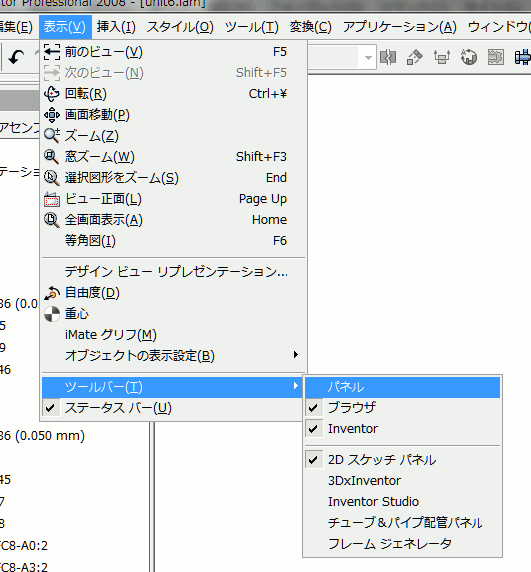 tor Professional 2008 - [unit6.iam]
編集(E) 表示(V) 挿入(I) スタイル(O) ツール(T) 変換(C) アプリケーション(A) ウィンドウ
前のビュー(V) F5
次のビュー(N) Shift+F5
回転(R) Ctrl+¥
画面移動(P)
ズーム(Z)
窓ズーム(W) Shift+F3
選択図形をズーム(S) End
ビュー正面(L) Page Up
全画面表示(A) Home
等角図(I) F6
デザイン ビュー リプレゼンテーション...
自由度(D)
重心
iMate グリフ(M)
オブジェクトの表示設定(B)
ツールバー(T)
ステータス バー(U)
パネル
ブラウザ
Inventor
2D スケッチ パネル
3DxInventor
Inventor Studio
チューブ＆パイプ配管パネル
フレーム ジェネレータ
アセンブ
テーション
36 (0.0
5
9
46
36 (0.050 mm)
45
7
8
FC8-A0:2
FC8-A3:2